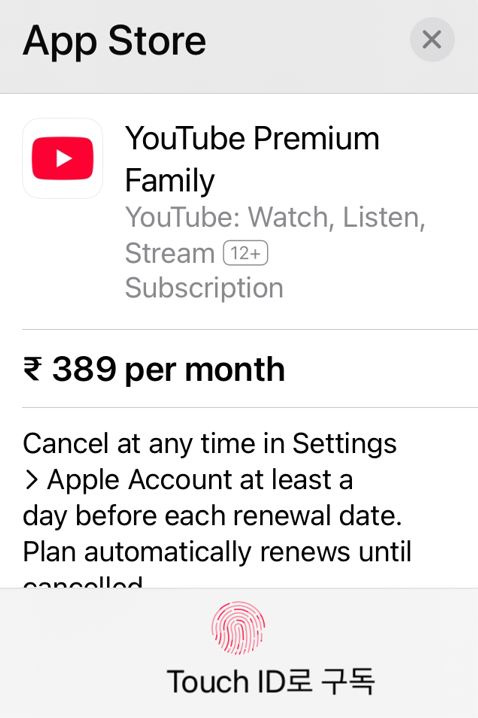 App Store
YouTube Premium
Family
YouTube: Watch, Listen,
Stream 12+
Subscription
₹ 389 per month
Cancel at any time in Settings
> Apple Account at least a
day before each renewal date.
Plan automatically renews until
cancelled
Touch ID로 구독